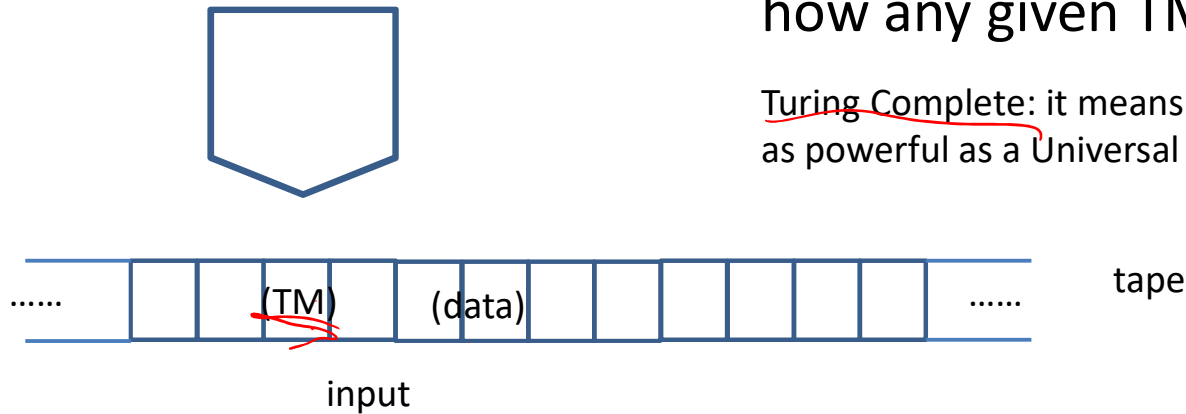 how any given TM
Turing Complete: it means
as powerful as a Universal
...... (TM) (data) ...... tape
input